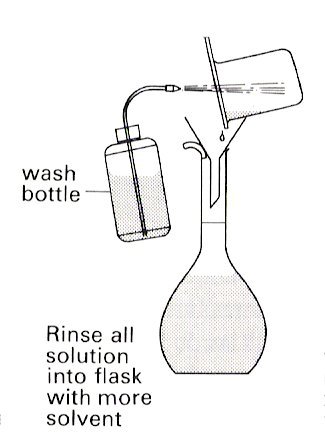 wash
bottle
Rinse all
solution
into flask
with more
solvent